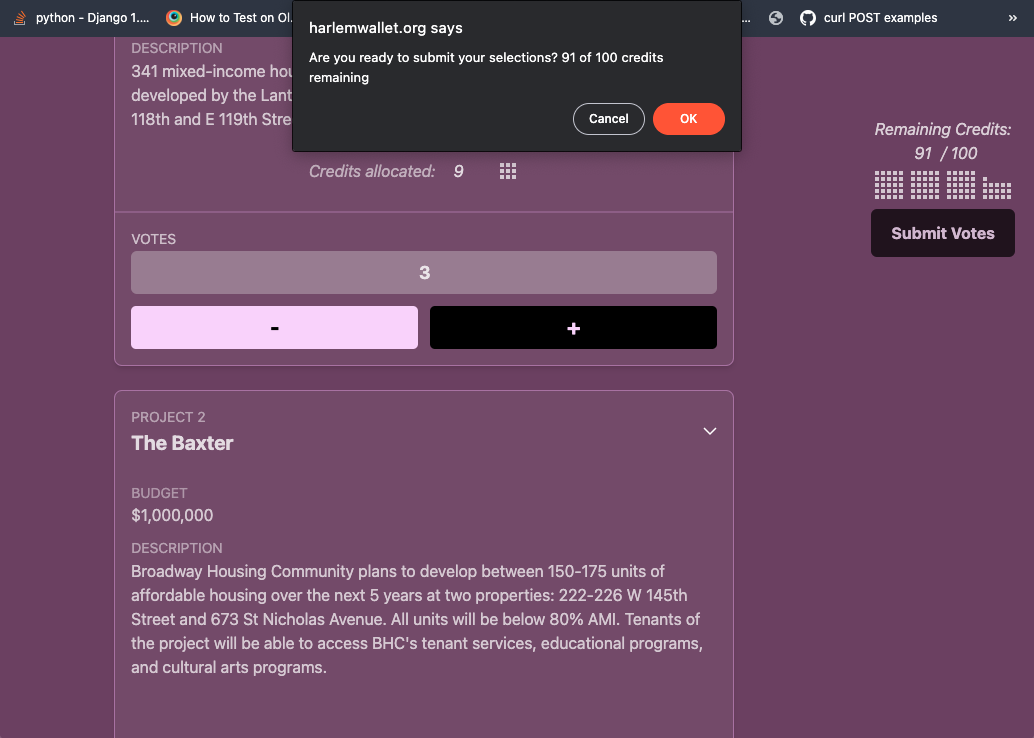 python - Django 1....
How to Test on Ol
...
curl POST examples
»
harlemwallet.org says
Are you ready to submit your selections? 91 of 100 credits
remaining
Cancel
OK
DESCRIPTION
341 mixed-income hou
developed by the Lant
118th and E 119th Stre
Credits allocated: 9
Remaining Credits:
91 / 100
Submit Votes
VOTES
3
-
+
PROJECT 2
The Baxter
BUDGET
$1,000,000
DESCRIPTION
Broadway Housing Community plans to develop between 150-175 units of
affordable housing over the next 5 years at two properties: 222-226 W 145th
Street and 673 St Nicholas Avenue. All units will be below 80% AMI. Tenants of
the project will be able to access BHC's tenant services, educational programs,
and cultural arts programs.